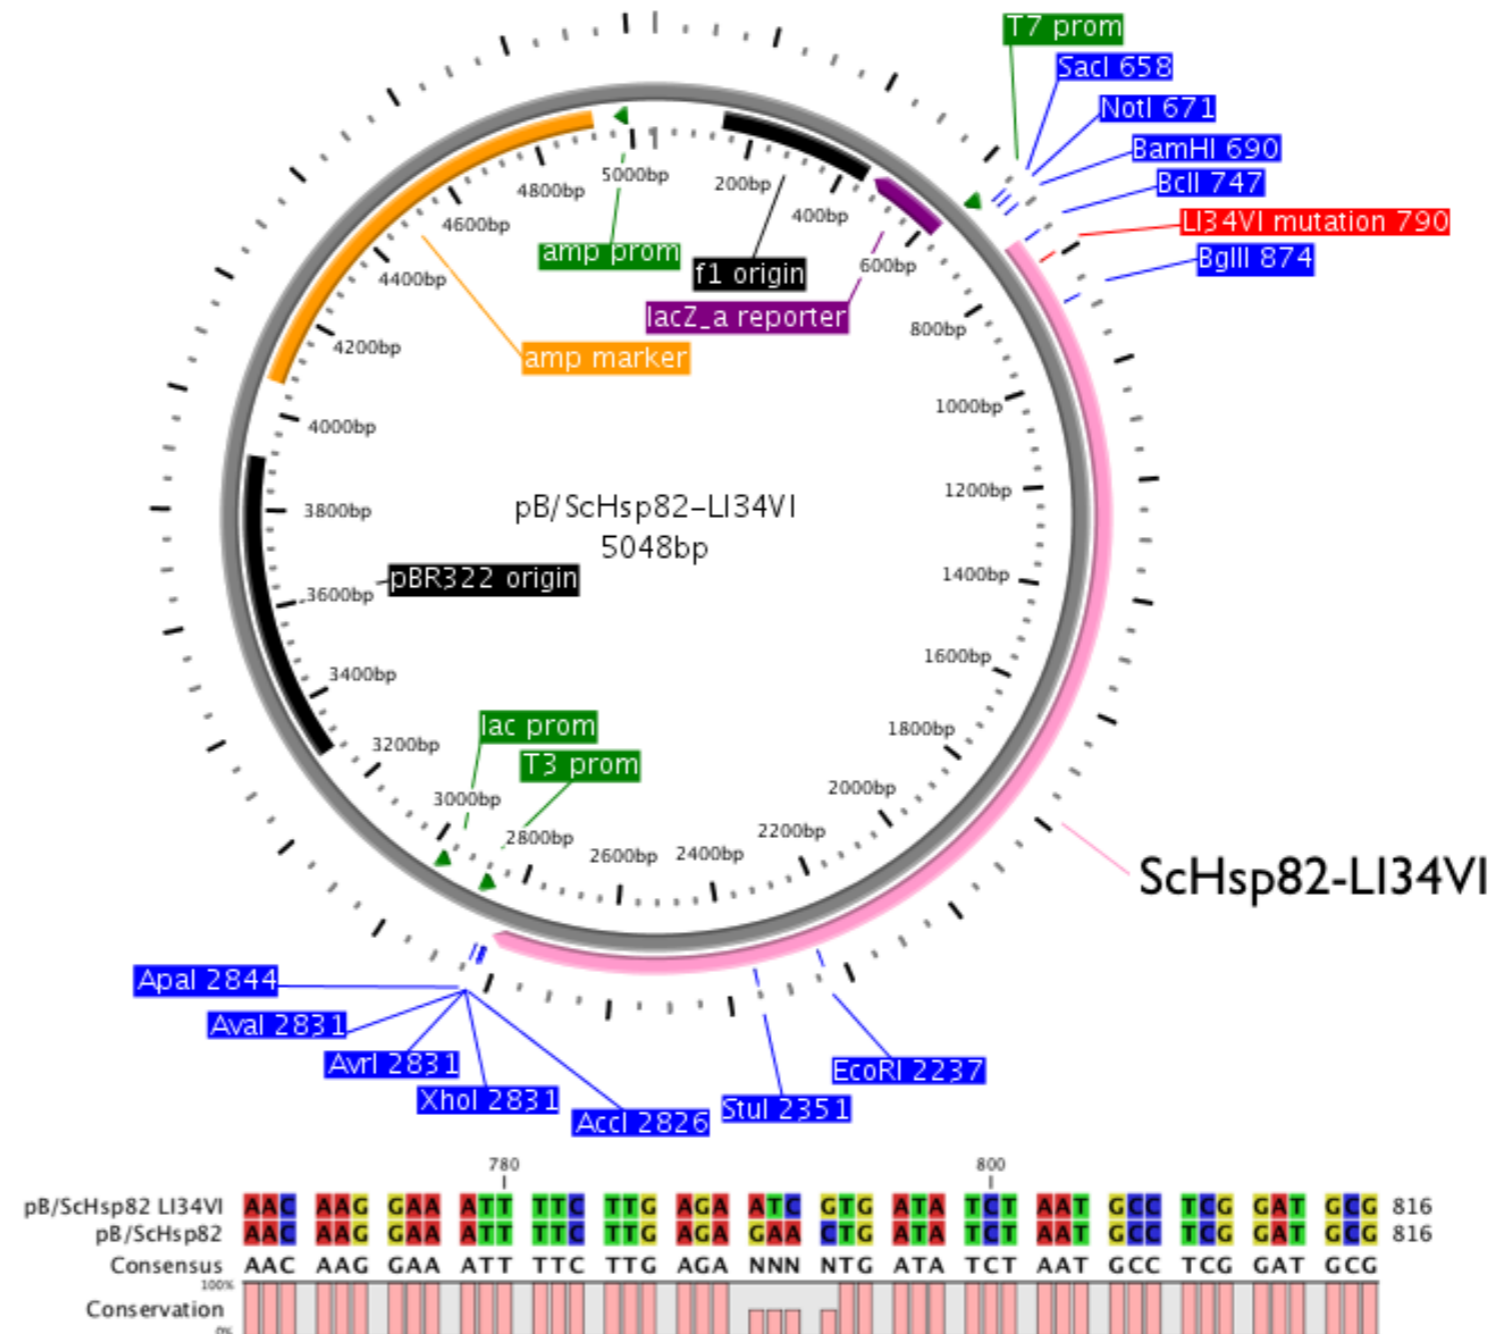 T7 prom
SacI 658
NotI 671
BamHI 690
BclI 747
LI34VI mutation 790
BglII 874
5000bp
200bp
4800bp
400bp
4600bp
amp prom
f1 origin
600bp
4400bp
lacZ_a reporter
800bp
4200bp
amp marker
1000bp
4000bp
1200bp
3800bp
pB/ScHsp82-LI34VI
5048bp
pBR322 origin
1400bp
3600bp
1600bp
3400bp
lac prom
1800bp
3200bp
T3 prom
2000bp
3000bp
2800bp
2200bp
2600bp
2400bp
ScHsp82-LI34VI
ApaI 2844
AvaI 2831
AvrI 2831
XhoI 2831
AccI 2826
StuI 2351
EcoRI 2237
780 800
pB/ScHsp82 LI34VI AAC AAG GAA ATT TTC TTG AGA ATC GTG ATA TCT AAT GCC TCG GAT GCG 816
pB/ScHsp82 AAC AAG GAA ATT TTC TTG AGA GAA CTG ATA TCT AAT GCC TCG GAT GCG 816
Consensus AAC AAG GAA ATT TTC TTG AGA NNN NTG ATA TCT AAT GCC TCG GAT GCG
100%
Conservation
0%